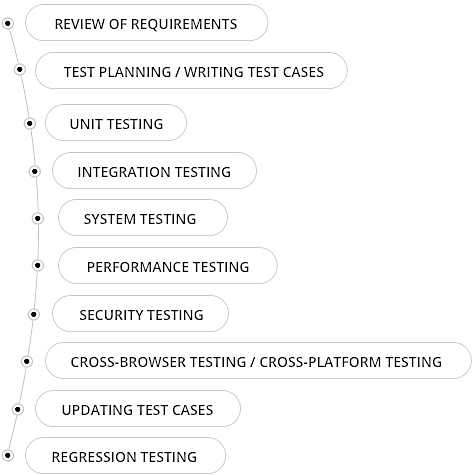 REVIEW OF REQUIREMENTS
TEST PLANNING / WRITING TEST CASES
UNIT TESTING
INTEGRATION TESTING
SYSTEM TESTING
PERFORMANCE TESTING
SECURITY TESTING
CROSS-BROWSER TESTING / CROSS-PLATFORM TESTING
UPDATING TEST CASES
REGRESSION TESTING